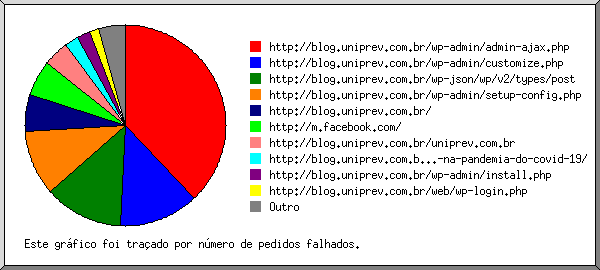 http://blog.uniprev.com.br/wp-admin/admin-ajax.php
http://blog.uniprev.com.br/wp-admin/customize.php
http://blog.uniprev.com.br/wp-json/wp/v2/types/post
http://blog.uniprev.com.br/wp-admin/setup-config.php
http://blog.uniprev.com.br/
http://m.facebook.com/
http://blog.uniprev.com.br/uniprev.com.br
http://blog.uniprev.com.b...-na-pandemia-do-covid-19/
http://blog.uniprev.com.br/wp-admin/install.php
http://blog.uniprev.com.br/web/wp-login.php
Outro
Este gráfico foi traçado por número de pedidos falhados.